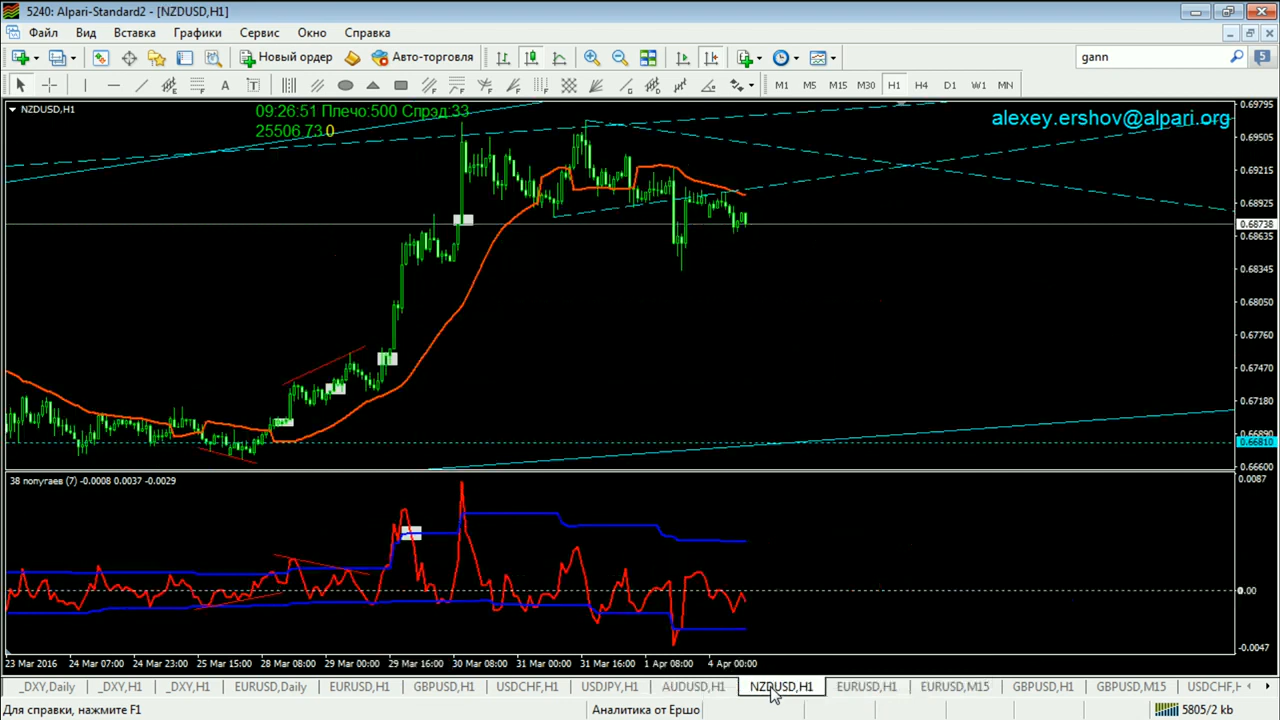 5240: Alpari-Standard2 - [NZDUSD,H1]
Файл Вид Вставка Графики Сервис Окно Справка
Новый ордер Авто-торговля gann 5
A T M1 M5 M15 M30 H1 H4 D1 W1 MN
NZDUSD,H1
09:26:51 Плечо:500 Спрэд:33
25506.73 0
alexey.ershov@alpari.org
0.69795
0.69505
0.69215
0.68925
0.68738
0.68635
0.68345
0.68055
0.67760
0.67470
0.67180
0.66890
0.66810
0.66600
38 попугаев (7) -0.0008 0.0037 -0.0029
0.0087
0.00
-0.0047
23 Mar 2016 24 Mar 07:00 24 Mar 23:00 25 Mar 15:00 28 Mar 08:00 29 Mar 00:00 29 Mar 16:00 30 Mar 08:00 31 Mar 00:00 31 Mar 16:00 1 Apr 08:00 4 Apr 00:00
_DXY,Daily _DXY,H1 _DXY,H1 EURUSD,Daily EURUSD,H1 GBPUSD,H1 USDCHF,H1 USDJPY,H1 AUDUSD,H1 NZDUSD,H1 EURUSD,H1 EURUSD,M15 GBPUSD,H1 GBPUSD,M15 USDCHF,H
Для справки, нажмите F1 Аналитика от Ершо 5805/2 kb